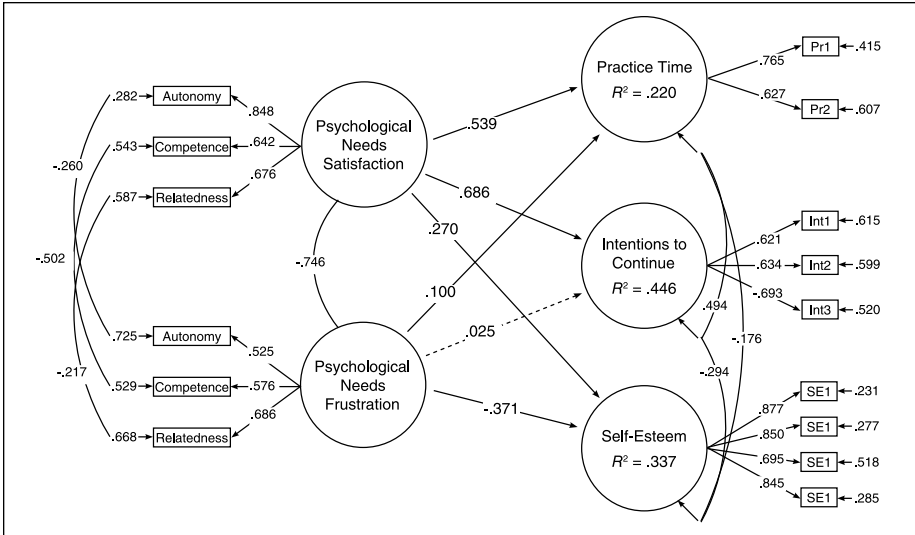 Practice Time
R² = .220
Pr1
.415
.765
.627
Pr2
.607
.282
Autonomy
.848
.543
Competence
.642
.587
Relatedness
.676
Psychological
Needs
Satisfaction
.539
.686
.270
-.260
-.502
-.217
-.746
.100
.025
-.371
Intentions to
Continue
R² = .446
.621
Int1
.615
.634
Int2
.599
-.693
Int3
.520
.494
-.176
-.294
.725
Autonomy
.525
.529
Competence
.576
.668
Relatedness
.686
Psychological
Needs
Frustration
Self-Esteem
R² = .337
.877
SE1
.231
.850
SE1
.277
.695
SE1
.518
.845
SE1
.285